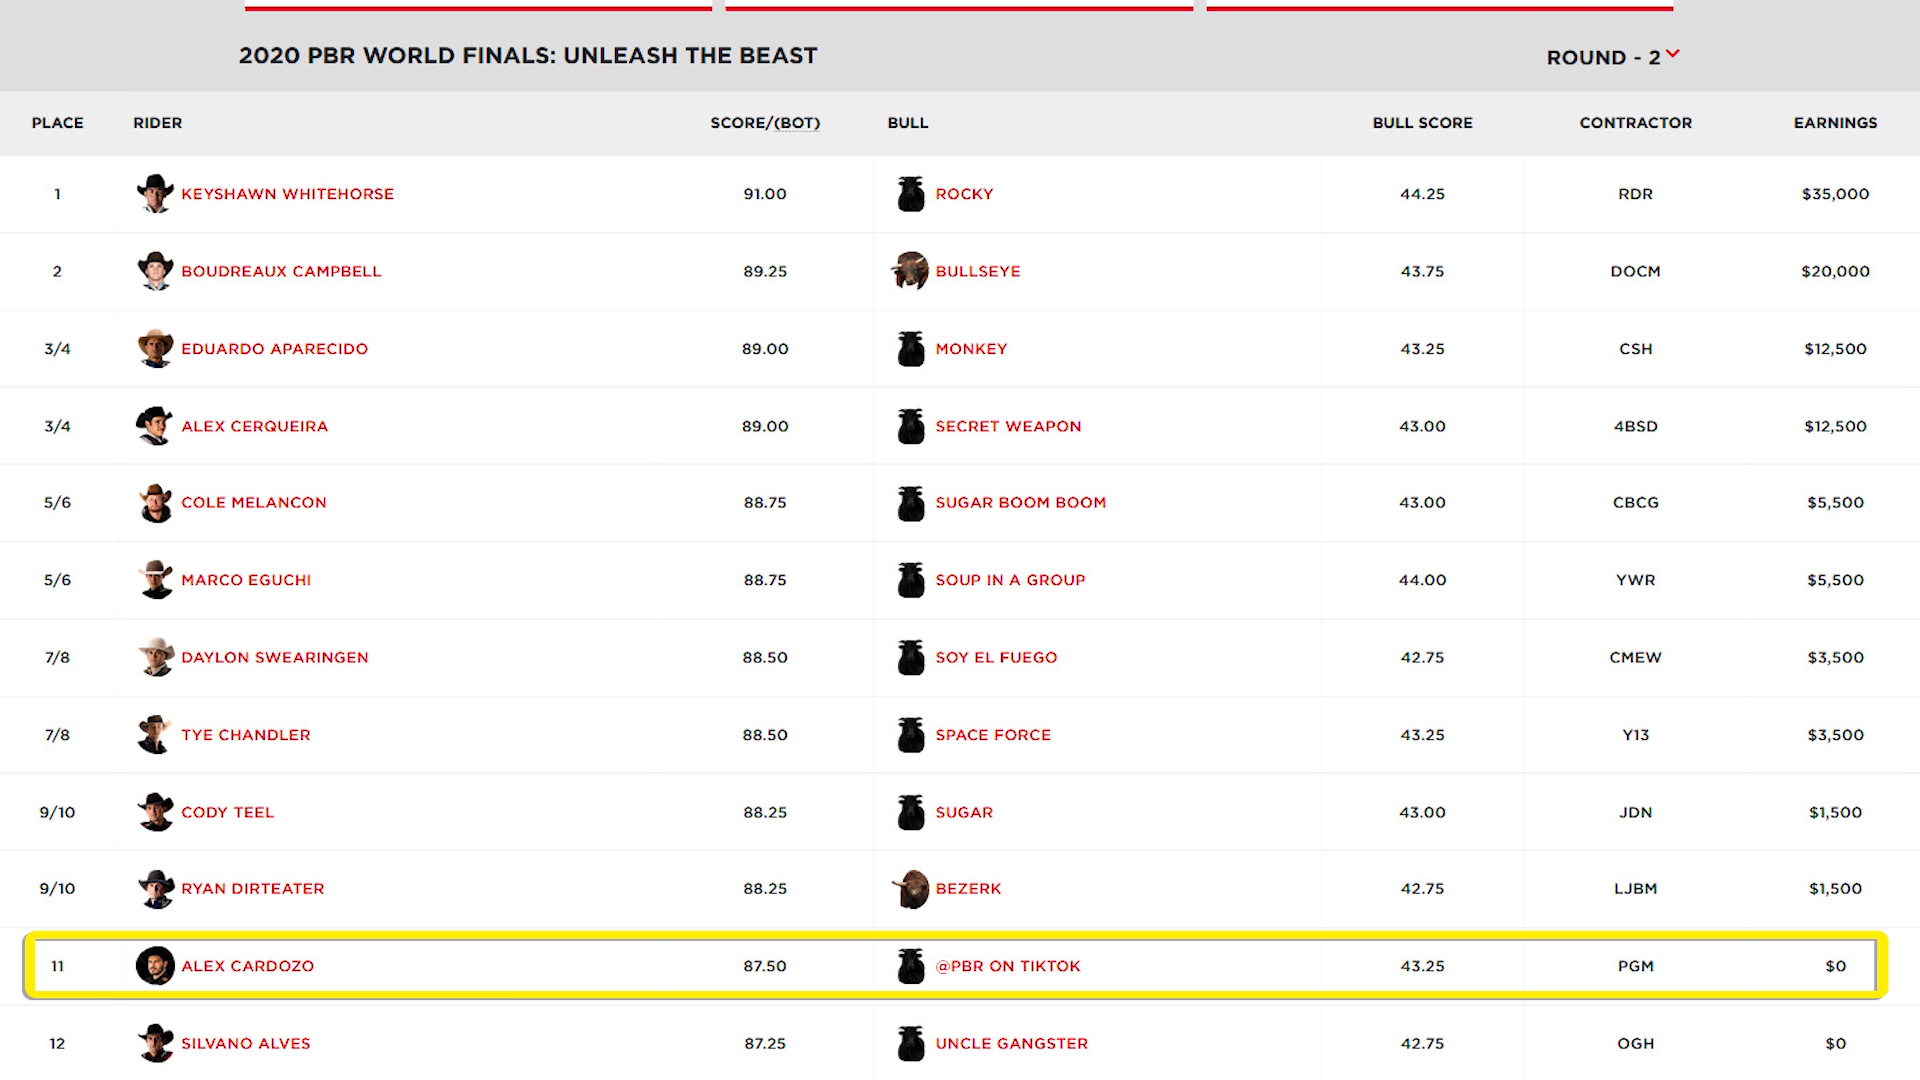 2020 PBR WORLD FINALS: UNLEASH THE BEAST ROUND - 2
PLACE RIDER SCORE/(BOT) BULL BULL SCORE CONTRACTOR EARNINGS
1 KEYSHAWN WHITEHORSE 91.00 ROCKY 44.25 RDR $35,000
2 BOUDREAUX CAMPBELL 89.25 BULLSEYE 43.75 DOCM $20,000
3/4 EDUARDO APARECIDO 89.00 MONKEY 43.25 CSH $12,500
3/4 ALEX CERQUEIRA 89.00 SECRET WEAPON 43.00 4BSD $12,500
5/6 COLE MELANCON 88.75 SUGAR BOOM BOOM 43.00 CBCG $5,500
5/6 MARCO EGUCHI 88.75 SOUP IN A GROUP 44.00 YWR $5,500
7/8 DAYLON SWEARINGEN 88.50 SOY EL FUEGO 42.75 CMEW $3,500
7/8 TYE CHANDLER 88.50 SPACE FORCE 43.25 Y13 $3,500
9/10 CODY TEEL 88.25 SUGAR 43.00 JDN $1,500
9/10 RYAN DIRTEATER 88.25 BEZERK 42.75 LJBM $1,500
11 ALEX CARDOZO 87.50 @PBR ON TIKTOK 43.25 PGM $0
12 SILVANO ALVES 87.25 UNCLE GANGSTER 42.75 OGH $0